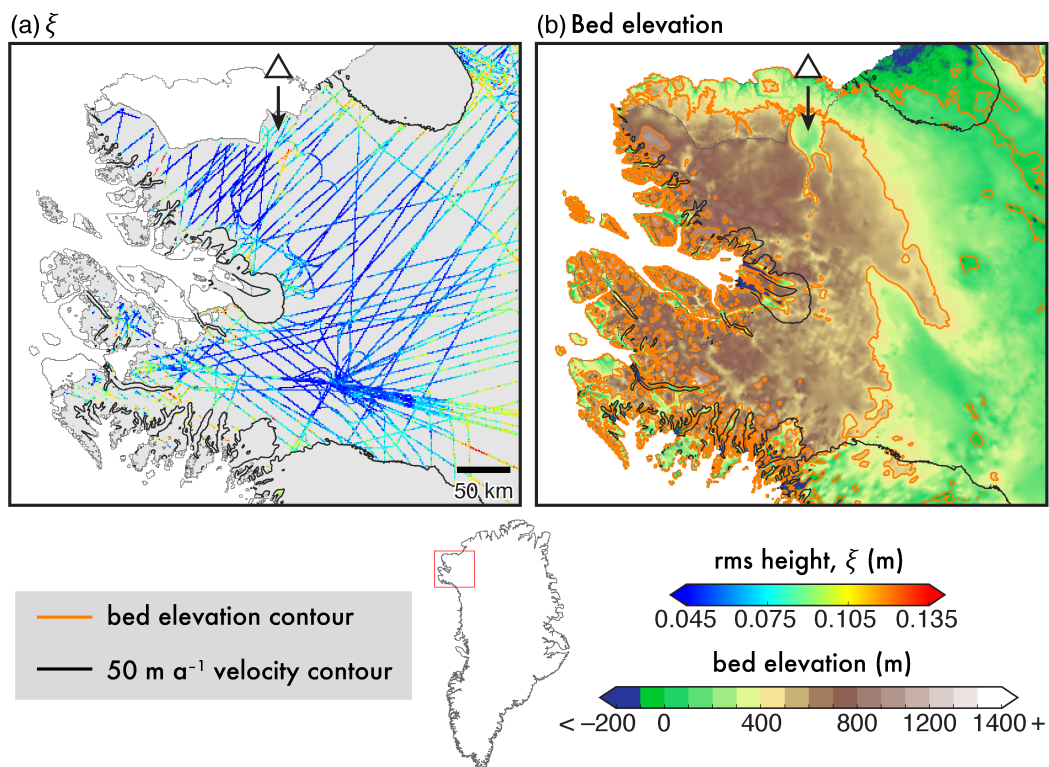 (a) ξ
(b) Bed elevation
50 km
bed elevation contour
50 m a⁻¹ velocity contour
rms height, ξ (m)
0.045 0.075 0.105 0.135
bed elevation (m)
< −200 0 400 800 1200 1400 +